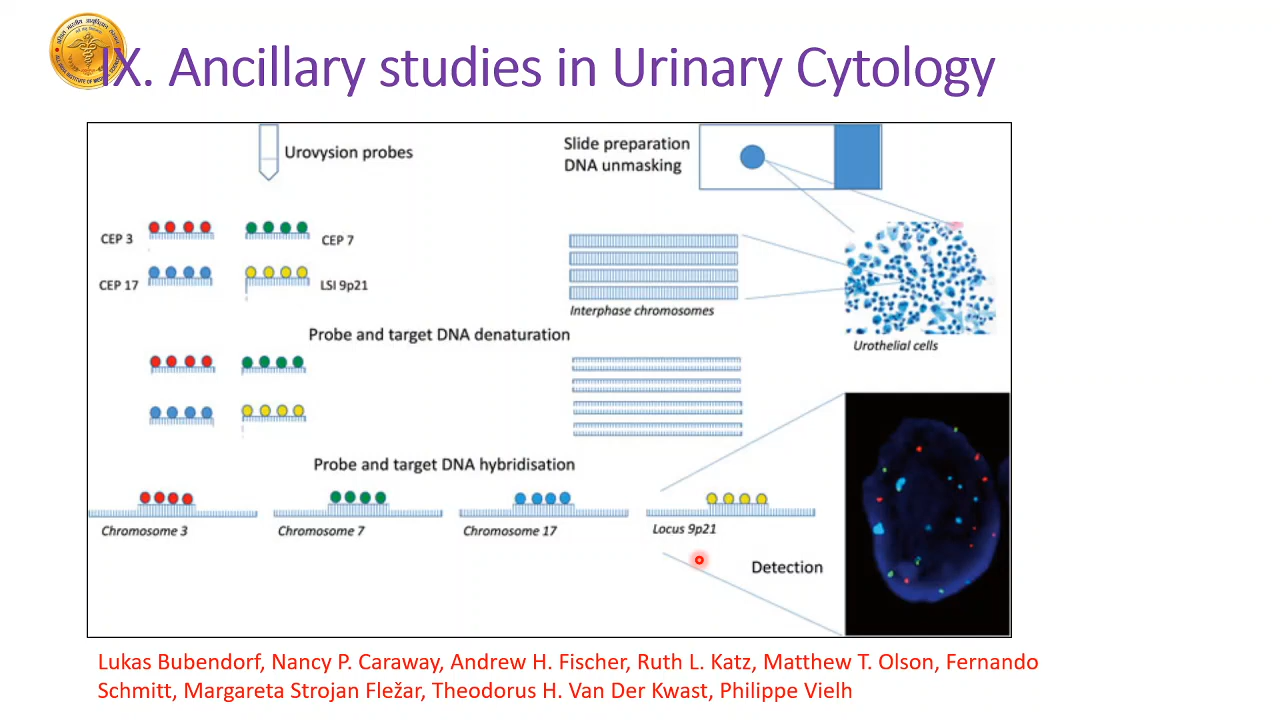 IX. Ancillary studies in Urinary Cytology
Urovysion probes
Slide preparation
DNA unmasking
CEP 3
CEP 7
CEP 17
LSI 9p21
Interphase chromosomes
Urothelial cells
Probe and target DNA denaturation
Probe and target DNA hybridisation
Chromosome 3
Chromosome 7
Chromosome 17
Locus 9p21
Detection
Lukas Bubendorf, Nancy P. Caraway, Andrew H. Fischer, Ruth L. Katz, Matthew T. Olson, Fernando
Schmitt, Margareta Strojan Fležar, Theodorus H. Van Der Kwast, Philippe Vielh